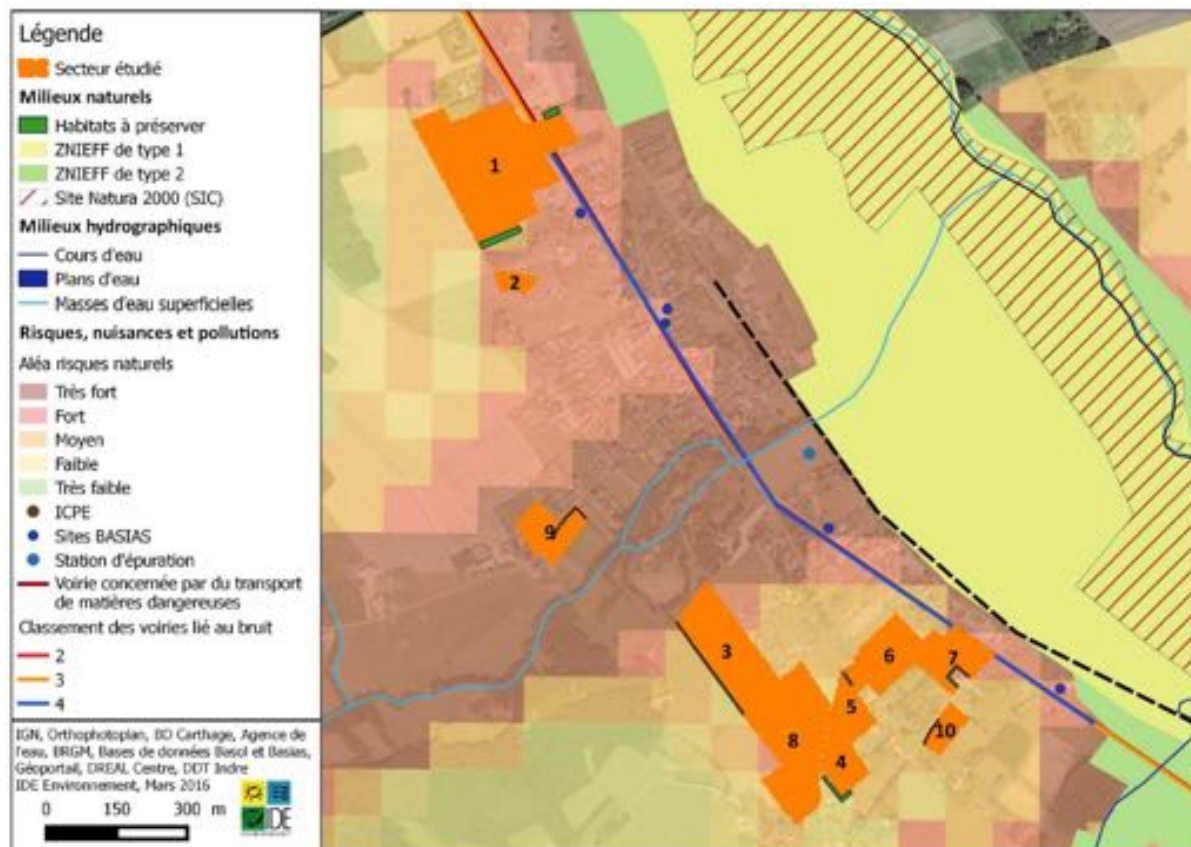 Légende
Secteur étudié
Milieux naturels
Habitats à préserver
ZNIEFF de type 1
ZNIEFF de type 2
Site Natura 2000 (SIC)
Milieux hydrographiques
Cours d'eau
Plans d'eau
Masses d'eau superficielles
Risques, nuisances et pollutions
Aléa risques naturels
Très fort
Fort
Moyen
Faible
Très faible
ICPE
Sites BASIAS
Station d'épuration
Voirie concernée par du transport
de matières dangereuses
Classement des voiries lié au bruit
2
3
4
IGN, Orthophotoplan, BD Carthage, Agence de
l'eau, BRGM, Bases de données Basol et Basias,
Géoportail, DREAL Centre, DDT Indre
IDE Environnement, Mars 2016
0 150 300 m
IDE
1
2
9
3
6
7
5
10
8
4